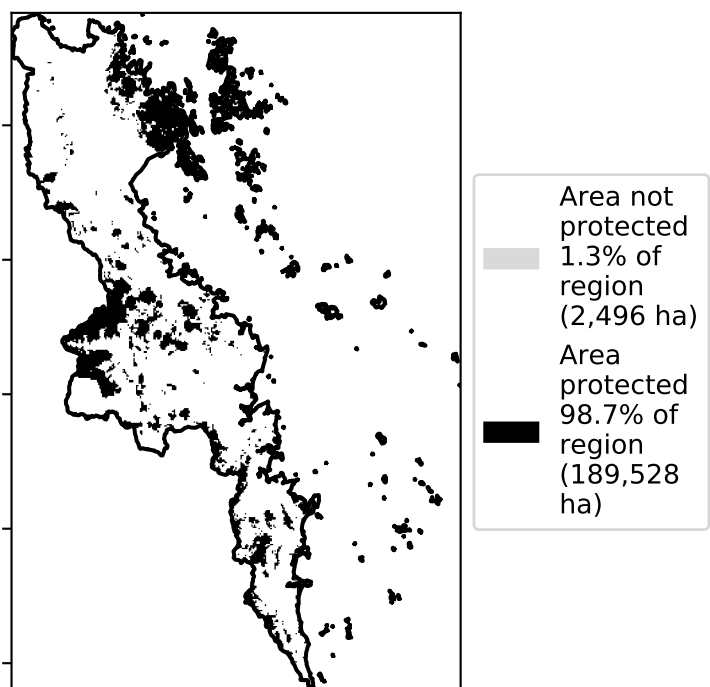 Area not
protected
1.3% of
region
(2,496 ha)
Area
protected
98.7% of
region
(189,528
ha)